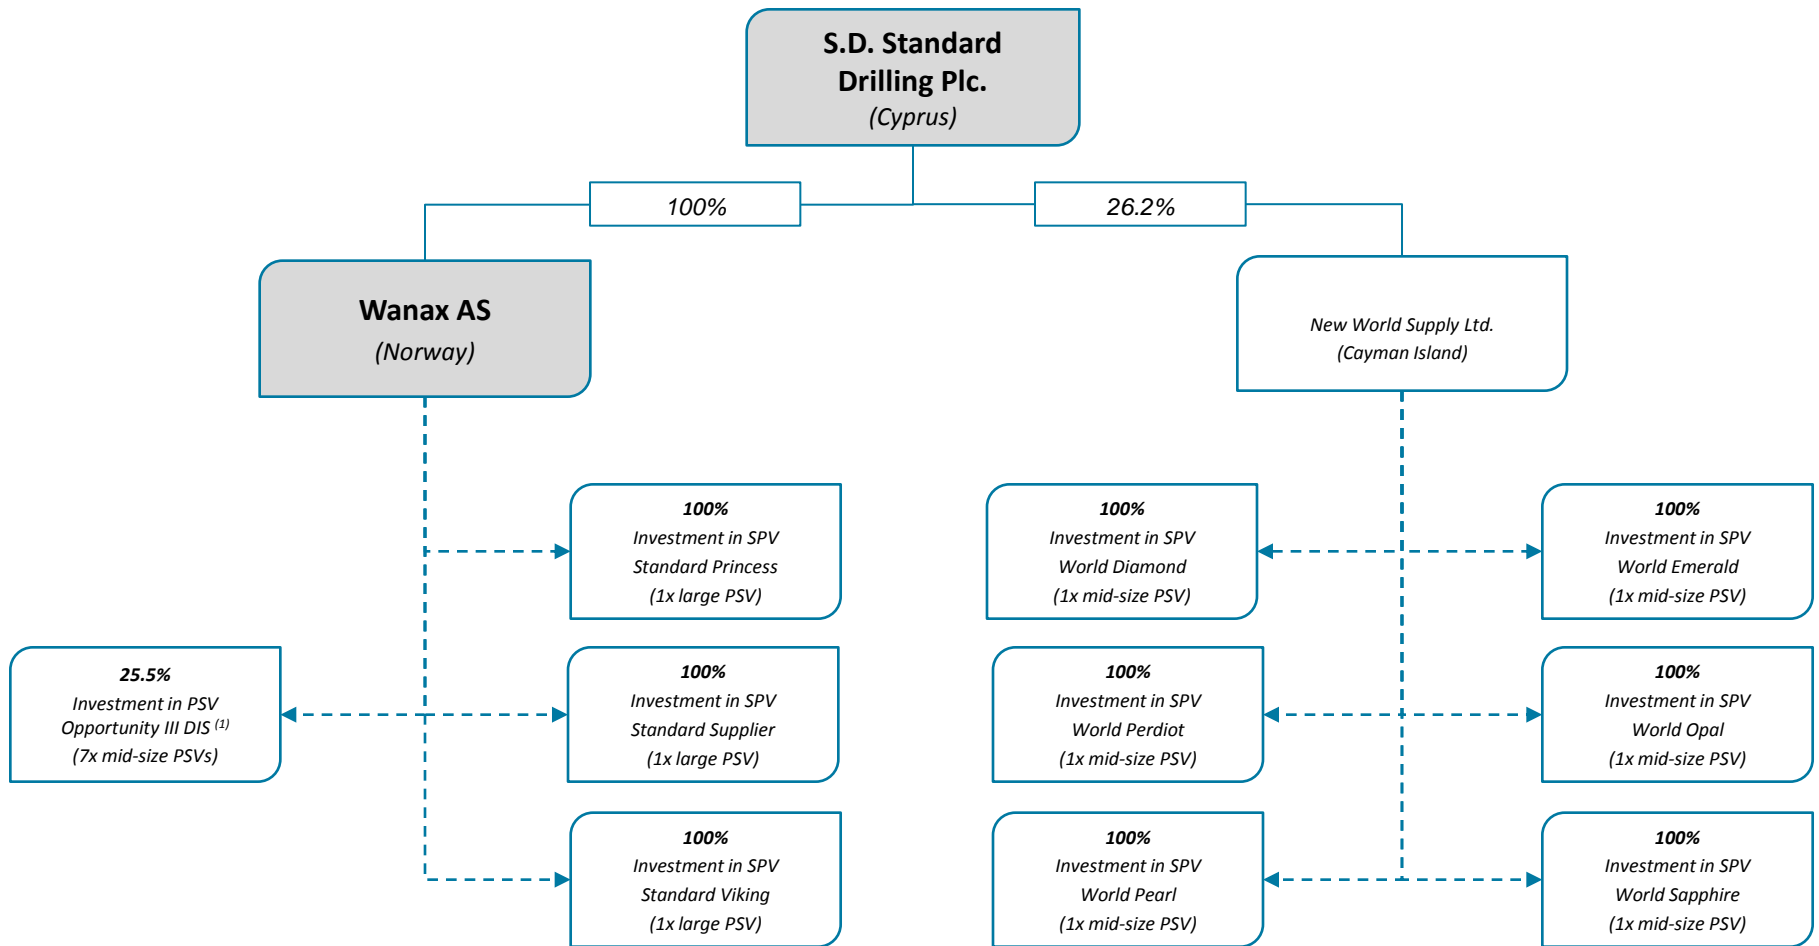 S.D. Standard
Drilling Plc.
(Cyprus)
100%
26.2%
Wanax AS
(Norway)
New World Supply Ltd.
(Cayman Island)
100%
Investment in SPV
Standard Princess
(1x large PSV)
100%
Investment in SPV
World Diamond
(1x mid-size PSV)
100%
Investment in SPV
World Emerald
(1x mid-size PSV)
25.5%
Investment in PSV
Opportunity III DIS (1)
(7x mid-size PSVs)
100%
Investment in SPV
Standard Supplier
(1x large PSV)
100%
Investment in SPV
World Perdiot
(1x mid-size PSV)
100%
Investment in SPV
World Opal
(1x mid-size PSV)
100%
Investment in SPV
Standard Viking
(1x large PSV)
100%
Investment in SPV
World Pearl
(1x mid-size PSV)
100%
Investment in SPV
World Sapphire
(1x mid-size PSV)